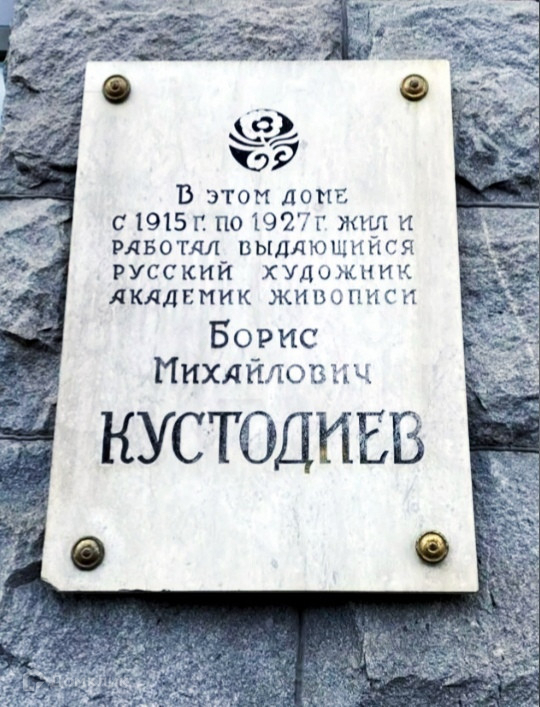 В ЭТОМ ДОМЕ
С 1915 Г. ПО 1927 Г. ЖИЛ И
РАБОТАЛ ВЫДАЮЩИЙСЯ
РУССКИЙ ХУДОЖНИК
АКАДЕМИК ЖИВОПИСИ
БОРИС
МИХАЙЛОВИЧ
КУСТОДИЕВ